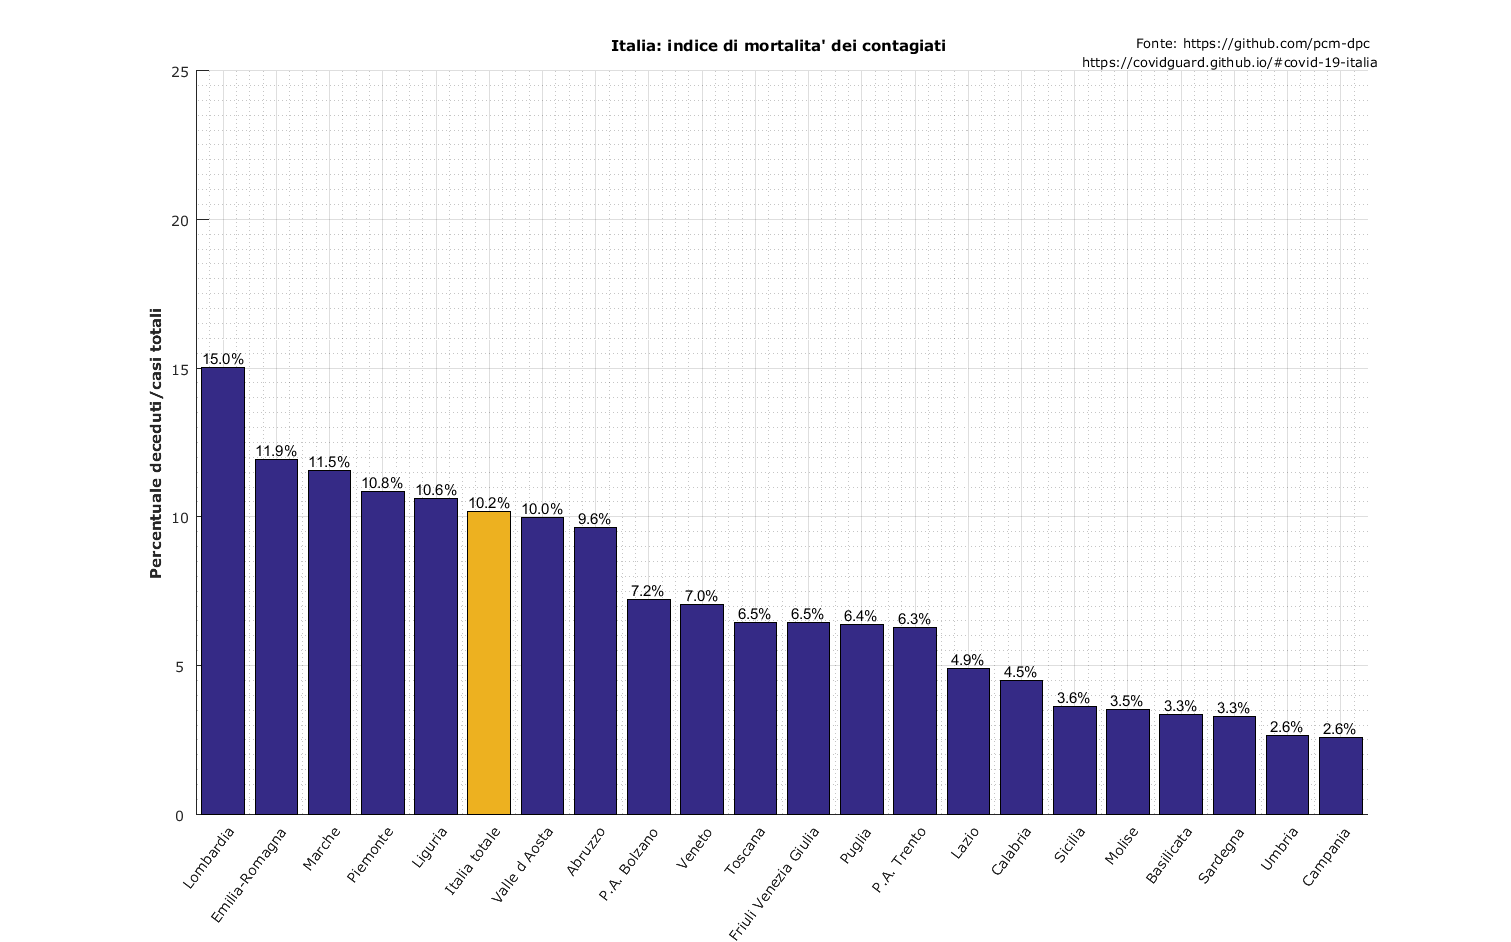 Italia: indice di mortalita' dei contagiati
Fonte: https://github.com/pcm-dpc
https://covidguard.github.io/#covid-19-italia
Percentuale deceduti/casi totali
25
20
15
10
5
0
15.0%
11.9%
11.5%
10.8%
10.6%
10.2%
10.0%
9.6%
7.2%
7.0%
6.5%
6.5%
6.4%
6.3%
4.9%
4.5%
3.6%
3.5%
3.3%
3.3%
2.6%
2.6%
Lombardia
Emilia-Romagna
Marche
Piemonte
Liguria
Italia totale
Valle d Aosta
Abruzzo
P.A. Bolzano
Veneto
Toscana
Friuli Venezia Giulia
Puglia
P.A. Trento
Lazio
Calabria
Sicilia
Molise
Basilicata
Sardegna
Umbria
Campania